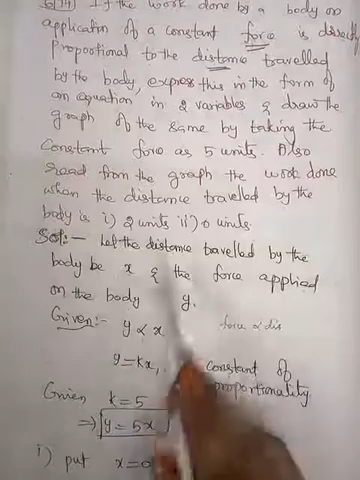 6(74) If the work done by a body on
application of a constant force is directly
proportional to the distance travelled
by the body, express this in the form of
an equation in 2 variables & draw the
graph of the same by taking the
Constant force as 5 units. Also
read from the graph the work done
when the distance travelled by the
body is i) 2 units ii) 0 units.
Sol:- Let the distance travelled by the
body be x & the force applied
on the body y.
Given:- y ∝ x force ∝ dis
y = kx, constant of
proportionality
Given k = 5
⇒ y = 5x
i) put x = 0